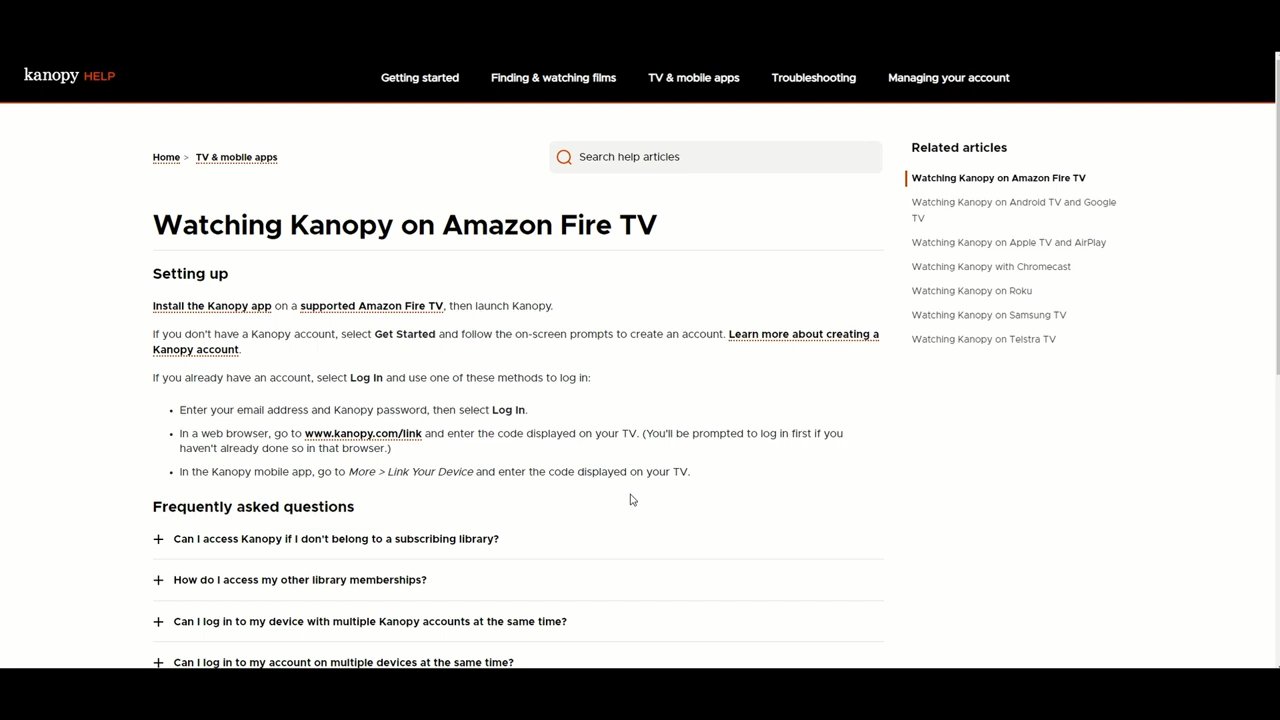 kanopy HELP
Getting started
Finding & watching films
TV & mobile apps
Troubleshooting
Managing your account
Home > TV & mobile apps
Search help articles
Watching Kanopy on Amazon Fire TV
Setting up
Install the Kanopy app on a supported Amazon Fire TV, then launch Kanopy.
If you don't have a Kanopy account, select Get Started and follow the on-screen prompts to create an account. Learn more about creating a
Kanopy account.
If you already have an account, select Log In and use one of these methods to log in:
• Enter your email address and Kanopy password, then select Log In.
• In a web browser, go to www.kanopy.com/link and enter the code displayed on your TV. (You'll be prompted to log in first if you
haven't already done so in that browser.)
• In the Kanopy mobile app, go to More > Link Your Device and enter the code displayed on your TV.
Frequently asked questions
+ Can I access Kanopy if I don't belong to a subscribing library?
+ How do I access my other library memberships?
+ Can I log in to my device with multiple Kanopy accounts at the same time?
+ Can I log in to my account on multiple devices at the same time?
Related articles
Watching Kanopy on Amazon Fire TV
Watching Kanopy on Android TV and Google
TV
Watching Kanopy on Apple TV and AirPlay
Watching Kanopy with Chromecast
Watching Kanopy on Roku
Watching Kanopy on Samsung TV
Watching Kanopy on Telstra TV